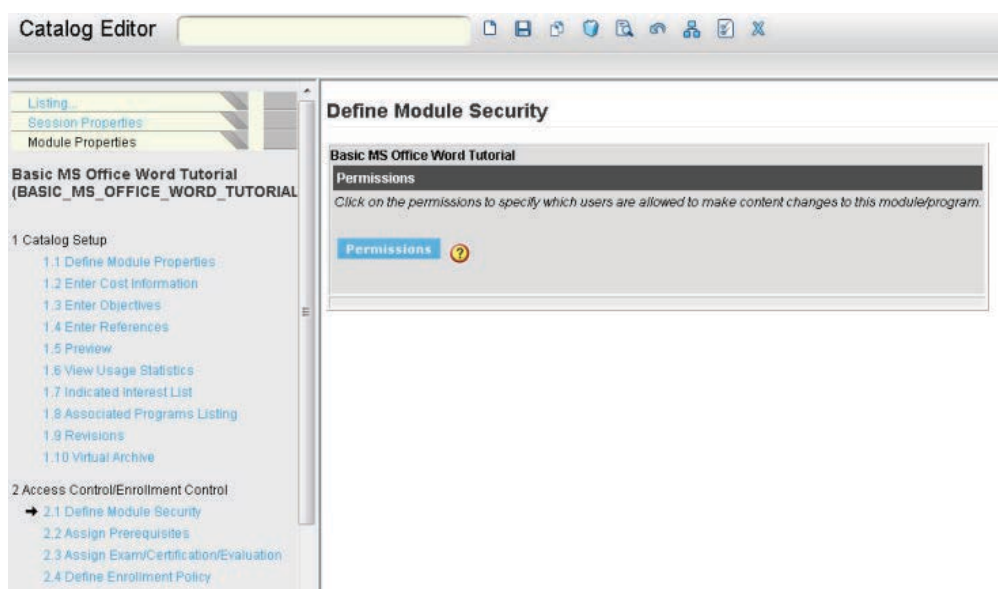 Catalog Editor
Listing...
Session Properties
Module Properties
Basic MS Office Word Tutorial
(BASIC_MS_OFFICE_WORD_TUTORIAL
1 Catalog Setup
1.1 Define Module Properties
1.2 Enter Cost Information
1.3 Enter Objectives
1.4 Enter References
1.5 Preview
1.6 View Usage Statistics
1.7 Indicated Interest List
1.8 Associated Programs Listing
1.9 Revisions
1.10 Virtual Archive
2 Access Control/Enrollment Control
2.1 Define Module Security
2.2 Assign Prerequisites
2.3 Assign Exam/Certification/Evaluation
2.4 Define Enrollment Policy
Define Module Security
Basic MS Office Word Tutorial
Permissions
Click on the permissions to specify which users are allowed to make content changes to this module/program.
Permissions ?